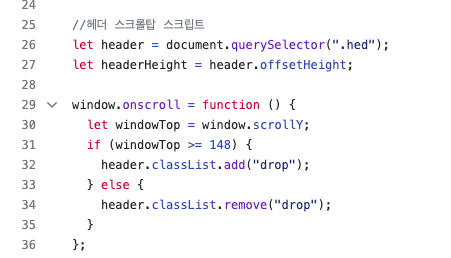 24
25 //헤더 스크롤탑 스크립트
26 let header = document.querySelector(".hed");
27 let headerHeight = header.offsetHeight;
28
29 window.onscroll = function () {
30 let windowTop = window.scrollY;
31 if (windowTop >= 148) {
32 header.classList.add("drop");
33 } else {
34 header.classList.remove("drop");
35 }
36 };